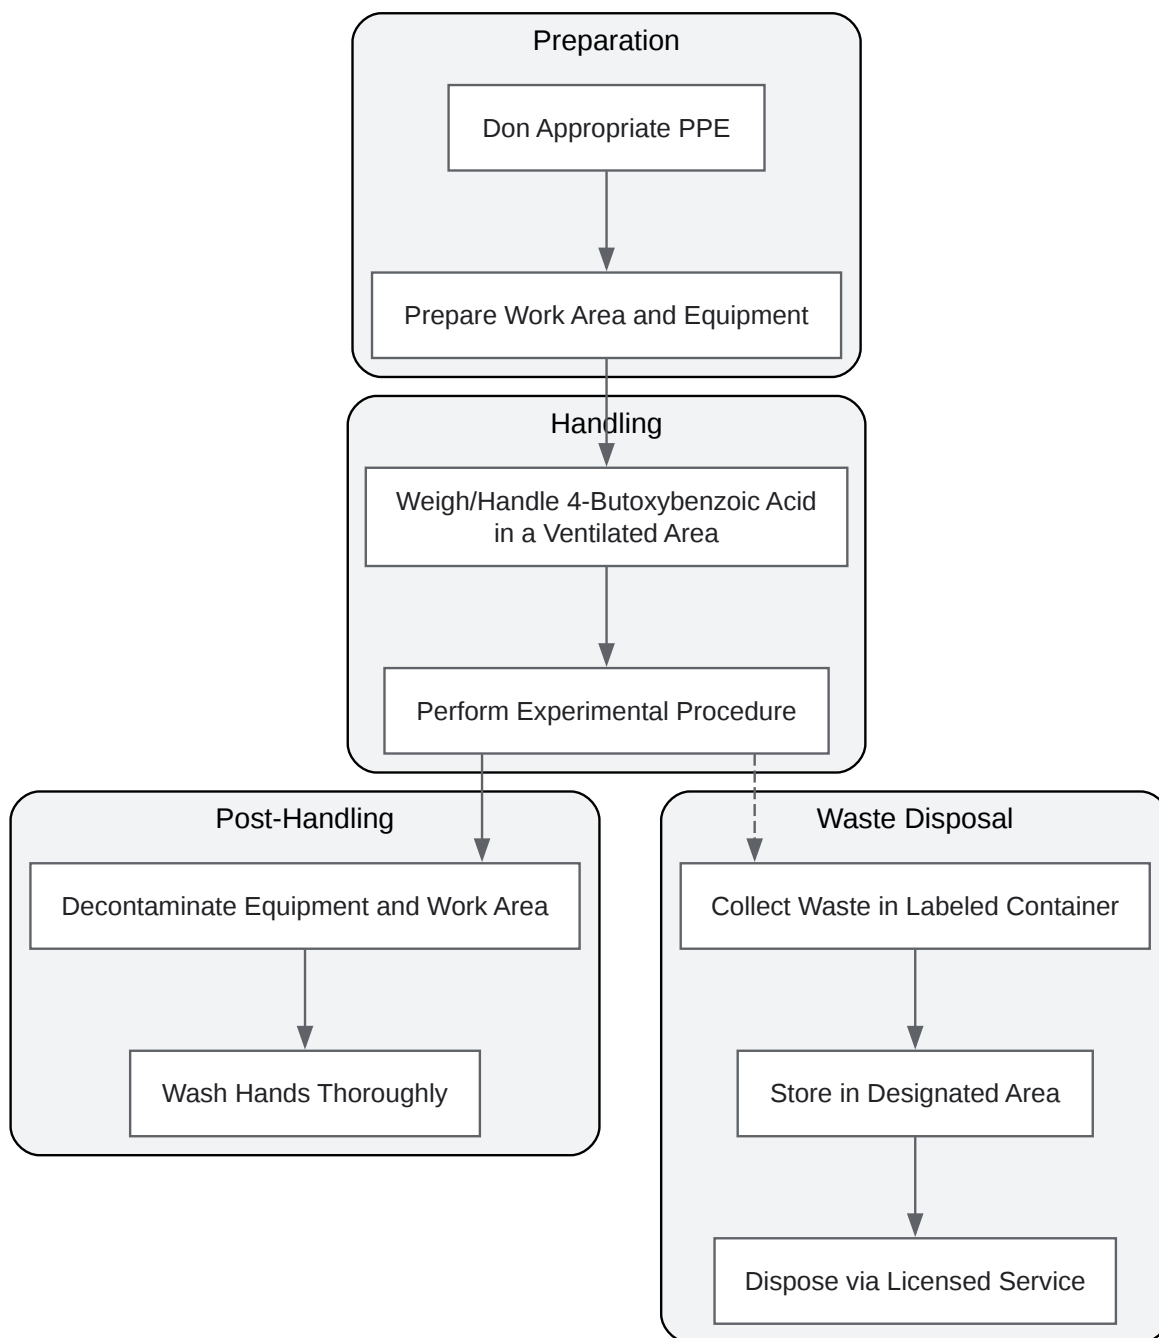 Preparation
Don Appropriate PPE
Prepare Work Area and Equipment
Handling
Weigh/Handle 4-Butoxybenzoic Acid
in a Ventilated Area
Perform Experimental Procedure
Post-Handling
Decontaminate Equipment and Work Area
Wash Hands Thoroughly
Waste Disposal
Collect Waste in Labeled Container
Store in Designated Area
Dispose via Licensed Service